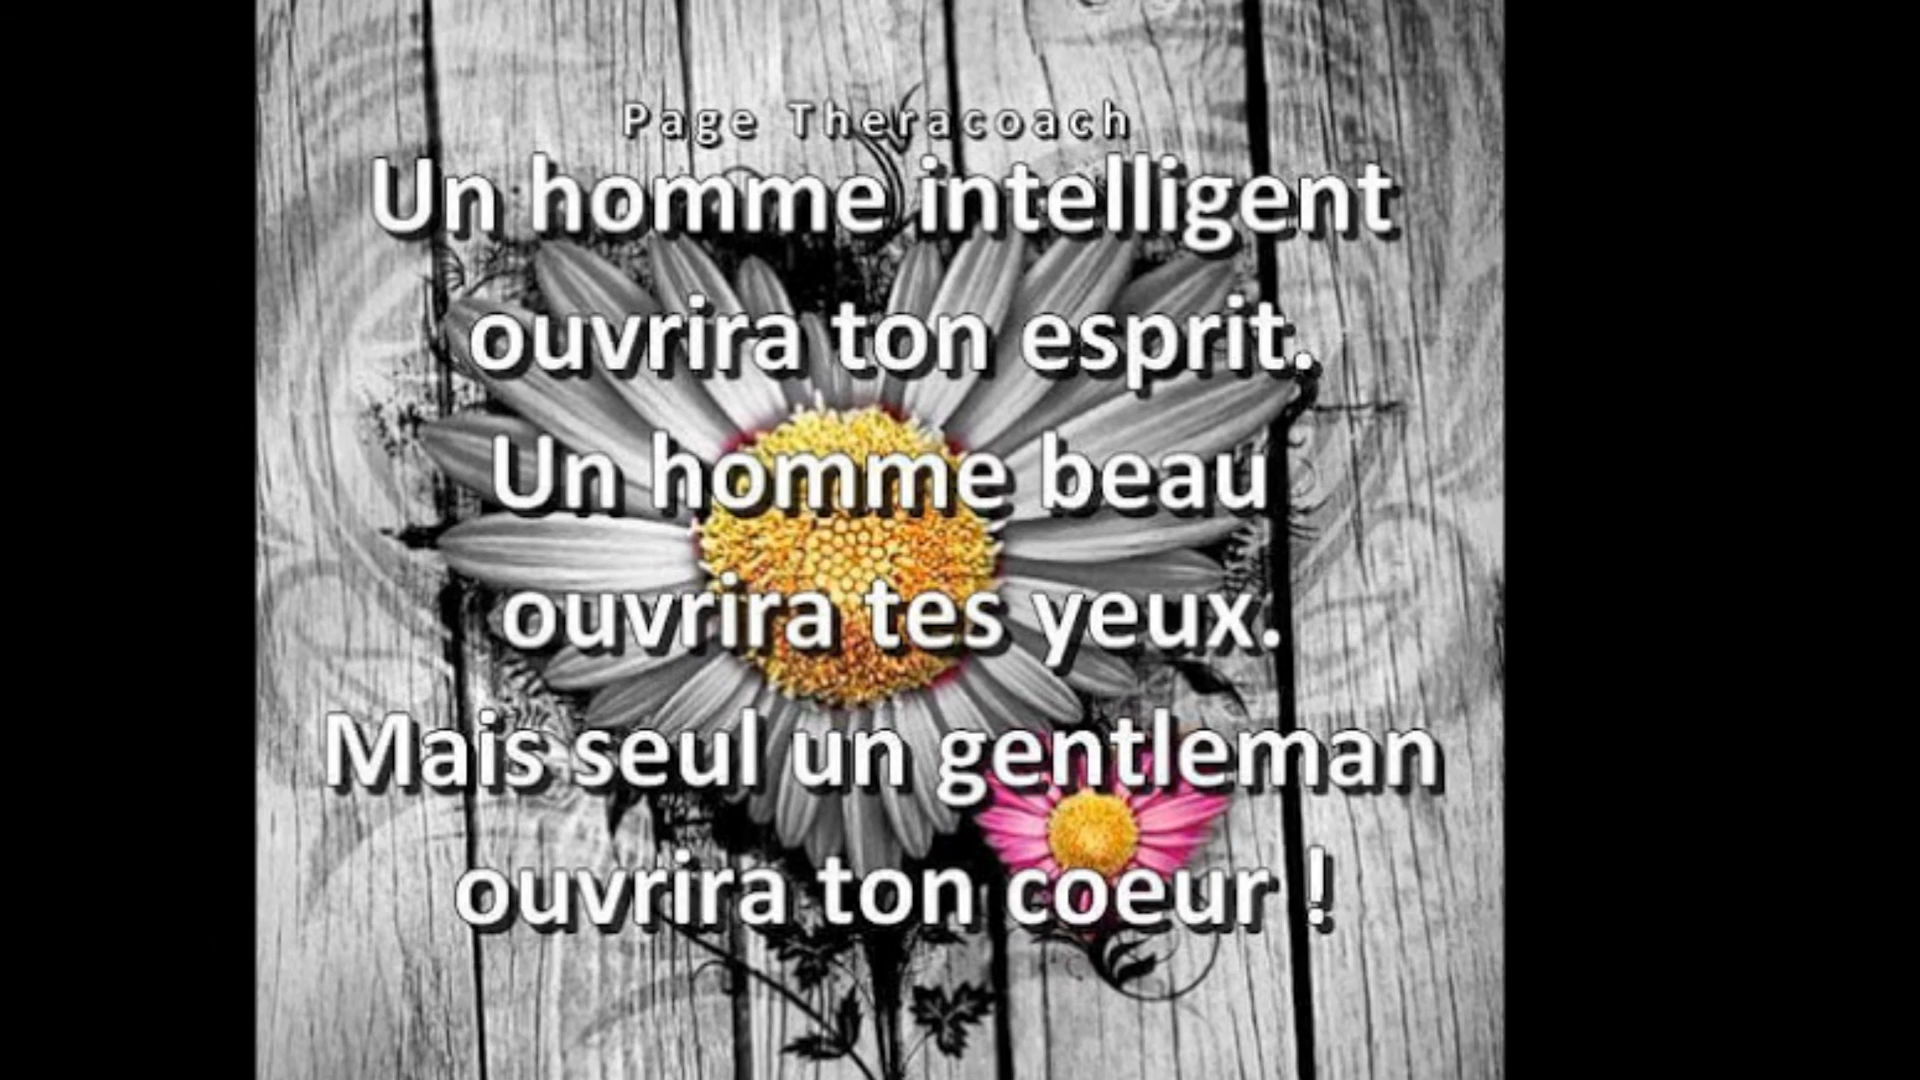 Page Theracoach
Un homme intelligent
ouvrira ton esprit.
Un homme beau
ouvrira tes yeux.
Mais seul un gentleman
ouvrira ton coeur !